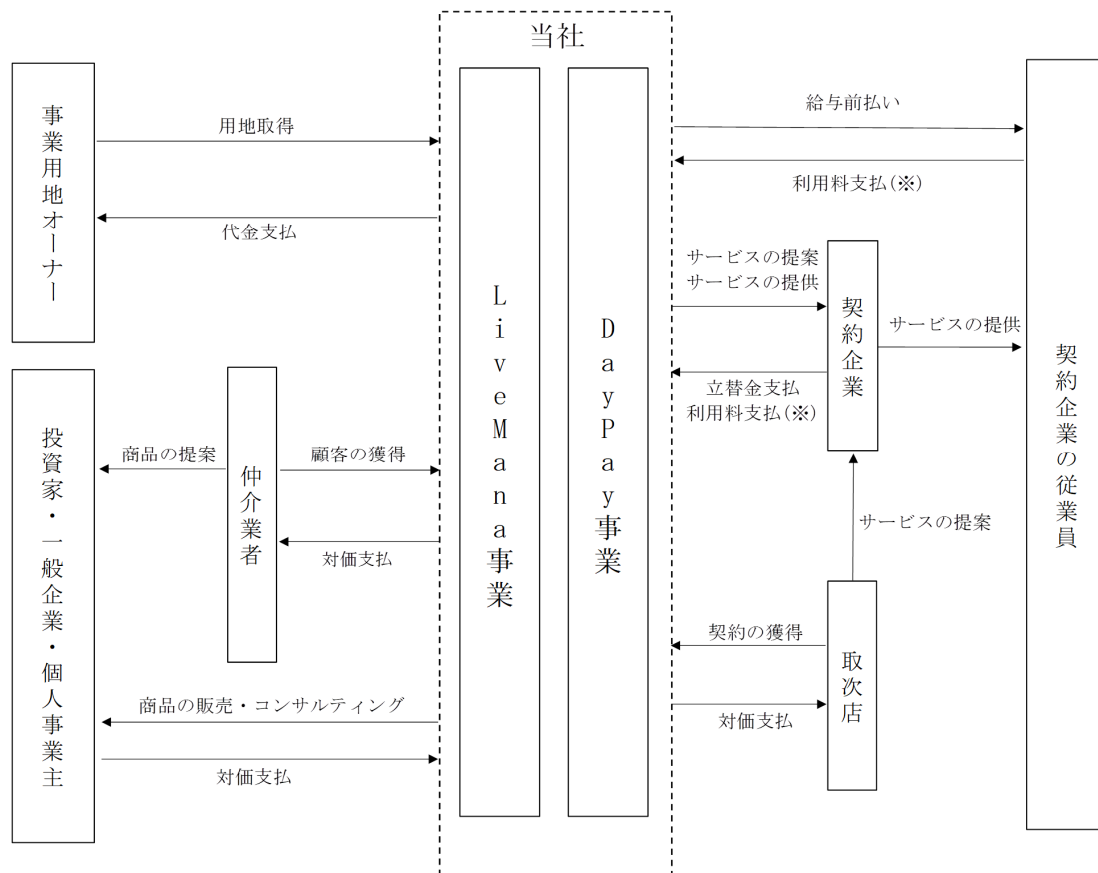 当社
事業用地オーナー
用地取得
代金支払
投資家・一般企業・個人事業主
商品の提案
仲介業者
顧客の獲得
対価支払
商品の販売・コンサルティング
対価支払
LiveMana事業
DayPay事業
給与前払い
利用料支払(※)
サービスの提案
サービスの提供
契約企業
サービスの提供
立替金支払
利用料支払(※)
サービスの提案
契約の獲得
取次店
対価支払
契約企業の従業員